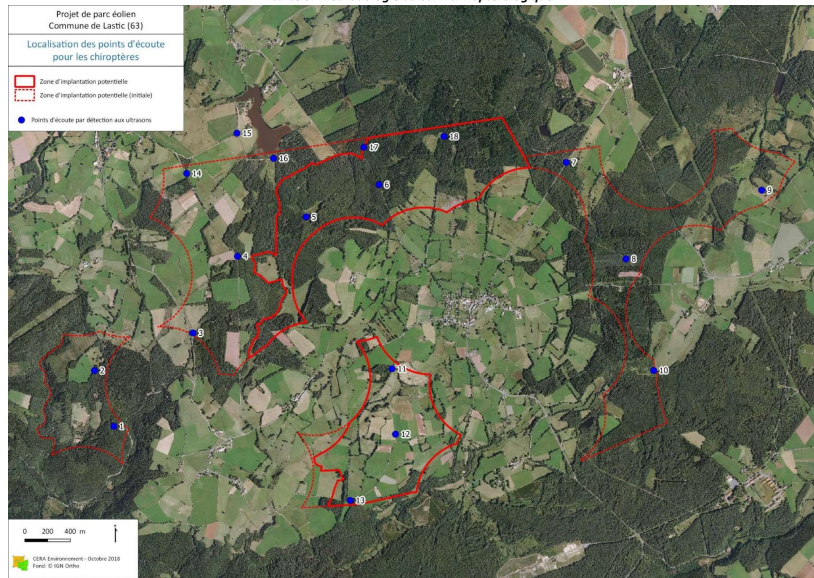 Projet de parc éolien
Commune de Lastic (63)
Localisation des points d'écoute
pour les chiroptères
Zone d'implantation potentielle
Zone d'implantation potentielle (initiale)
Points d'écoute par détection aux ultrasons
15
16
17
18
14
7
6
9
5
4
8
3
2
10
11
1
12
13
0 200 400 m
CERA Environnement - Octobre 2018
Fond: © IGN Ortho